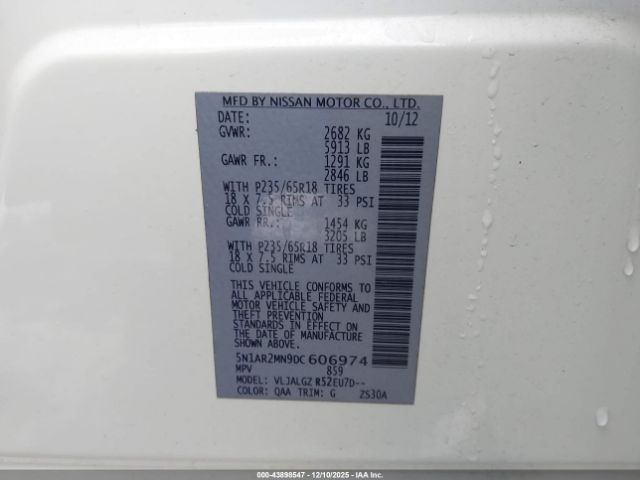 MFD BY NISSAN MOTOR CO., LTD.
DATE: 10/12
GVWR: 2682 KG
5913 LB
GAWR FR.: 1291 KG
2846 LB
WITH P235/65R18 TIRES
18 X 7.5 RIMS AT 33 PSI
COLD SINGLE
GAWR RR.: 1454 KG
3205 LB
WITH P235/65R18 TIRES
18 X 7.5 RIMS AT 33 PSI
COLD SINGLE
THIS VEHICLE CONFORMS TO
ALL APPLICABLE FEDERAL
MOTOR VEHICLE SAFETY AND
THEFT PREVENTION
STANDARDS IN EFFECT ON
THE DATE OF MANUFACTURE
SHOWN ABOVE.
5N1AR2MN9DC606974
MPV 859
MODEL: VLJALGZ R52EU7D--
COLOR: QAA TRIM: G ZS30A
000-43898547 - 12/10/2025 - IAA Inc.